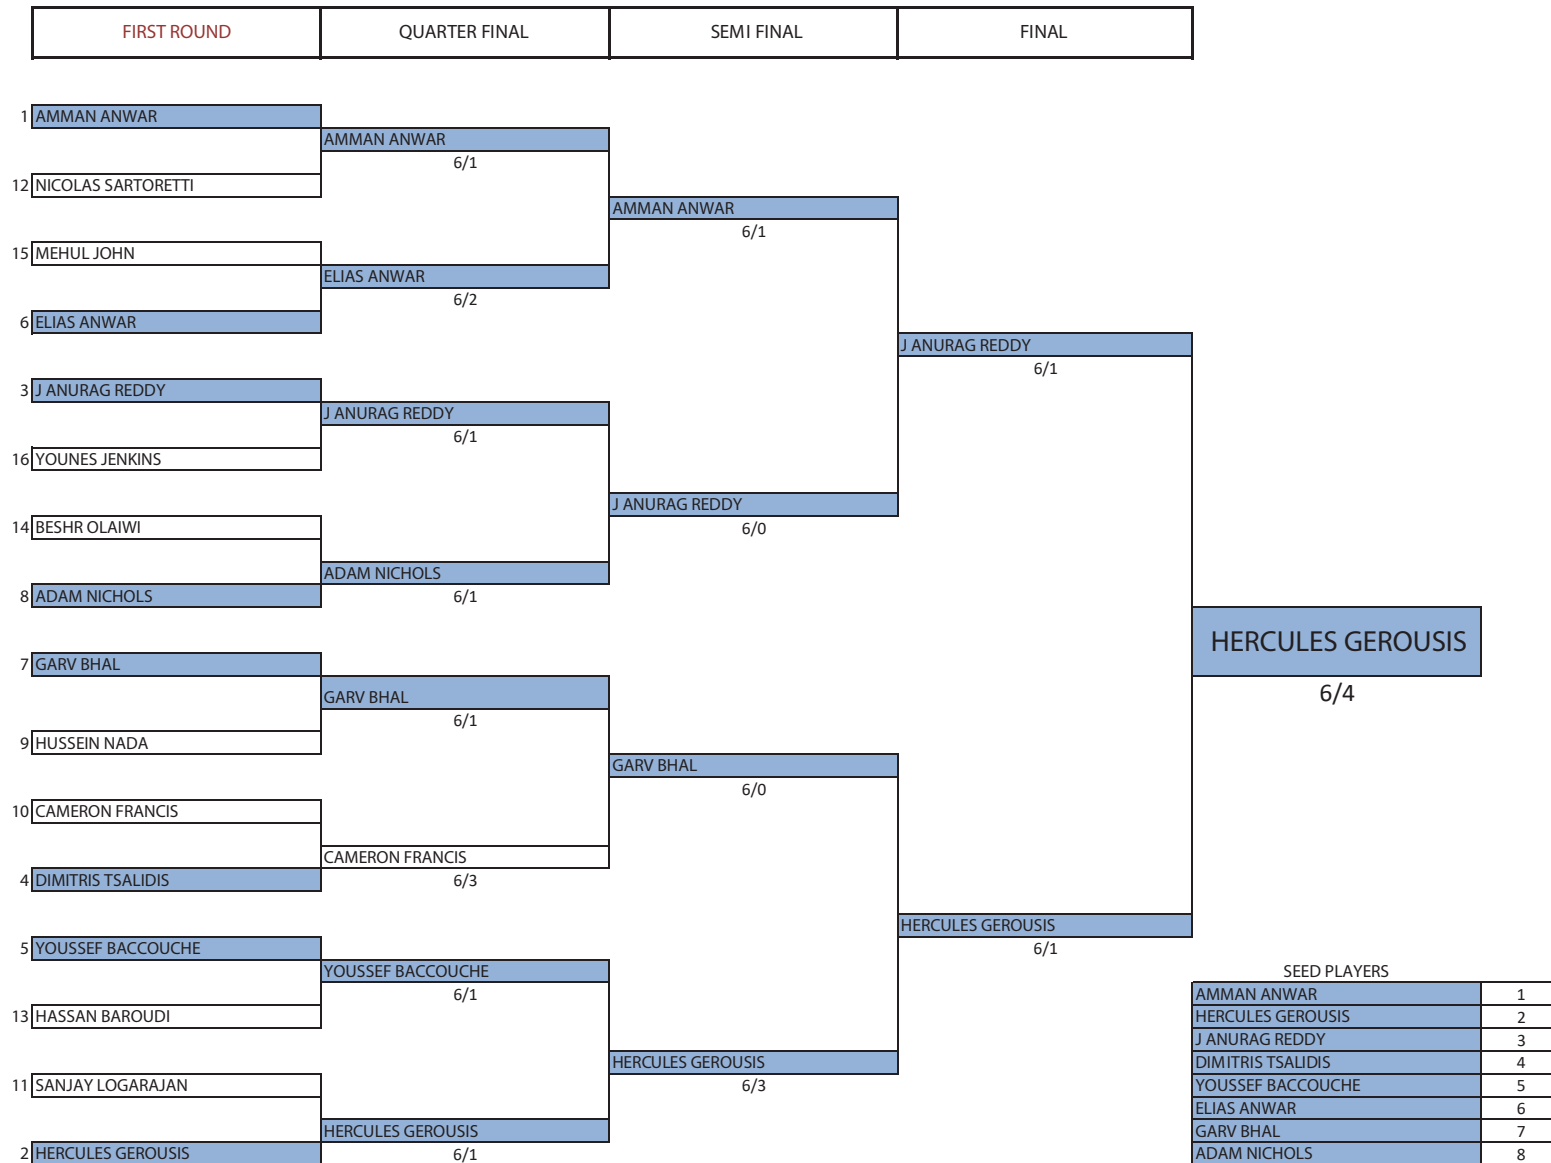 FIRST ROUND QUARTER FINAL SEMI FINAL FINAL
1 AMMAN ANWAR
AMMAN ANWAR
6/1
12 NICOLAS SARTORETTI
AMMAN ANWAR
6/1
15 MEHUL JOHN
ELIAS ANWAR
6/2
6 ELIAS ANWAR
J ANURAG REDDY
6/1
3 J ANURAG REDDY
J ANURAG REDDY
6/1
16 YOUNES JENKINS
J ANURAG REDDY
6/0
14 BESHR OLAIWI
ADAM NICHOLS
6/1
8 ADAM NICHOLS
HERCULES GEROUSIS
6/4
7 GARV BHAL
GARV BHAL
6/1
9 HUSSEIN NADA
GARV BHAL
6/0
10 CAMERON FRANCIS
CAMERON FRANCIS
6/3
4 DIMITRIS TSALIDIS
HERCULES GEROUSIS
6/1
5 YOUSSEF BACCOUCHE
YOUSSEF BACCOUCHE
6/1
13 HASSAN BAROUDI
HERCULES GEROUSIS
6/3
11 SANJAY LOGARAJAN
HERCULES GEROUSIS
6/1
2 HERCULES GEROUSIS
SEED PLAYERS
AMMAN ANWAR 1
HERCULES GEROUSIS 2
J ANURAG REDDY 3
DIMITRIS TSALIDIS 4
YOUSSEF BACCOUCHE 5
ELIAS ANWAR 6
GARV BHAL 7
ADAM NICHOLS 8